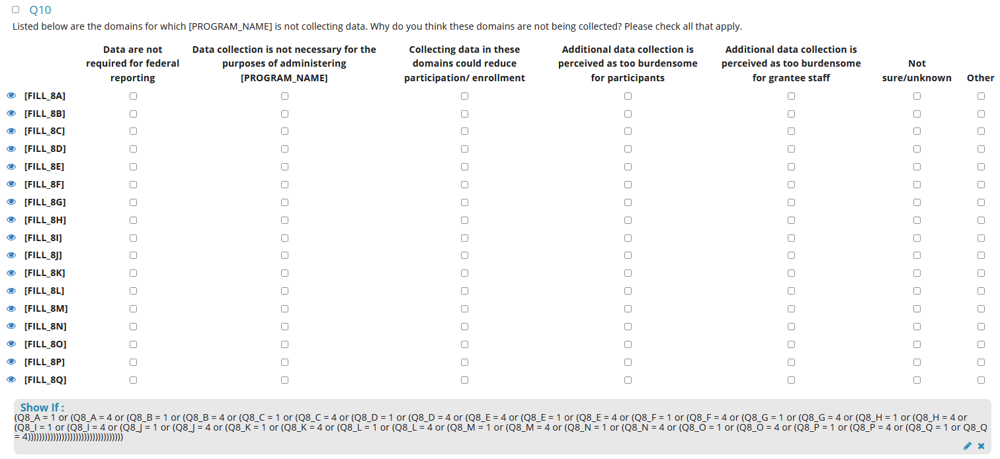 Q10
Listed below are the domains for which [PROGRAM_NAME] is not collecting data. Why do you think these domains are not being collected? Please check all that apply.
Data are not required for federal reporting
Data collection is not necessary for the purposes of administering [PROGRAM_NAME]
Collecting data in these domains could reduce participation/ enrollment
Additional data collection is perceived as too burdensome for participants
Additional data collection is perceived as too burdensome for grantee staff
Not sure/unknown
Other
[FILL_8A]
[FILL_8B]
[FILL_8C]
[FILL_8D]
[FILL_8E]
[FILL_8F]
[FILL_8G]
[FILL_8H]
[FILL_8I]
[FILL_8J]
[FILL_8K]
[FILL_8L]
[FILL_8M]
[FILL_8N]
[FILL_8O]
[FILL_8P]
[FILL_8Q]
Show If :
(Q8_A = 1 or (Q8_A = 4 or (Q8_B = 1 or (Q8_B = 4 or (Q8_C = 1 or (Q8_C = 4 or (Q8_D = 1 or (Q8_D = 4 or (Q8_E = 4 or (Q8_E = 1 or (Q8_E = 4 or (Q8_F = 1 or (Q8_F = 4 or (Q8_G = 1 or (Q8_G = 4 or (Q8_H = 1 or (Q8_H = 4 or
(Q8_I = 1 or (Q8_I = 4 or (Q8_J = 1 or (Q8_J = 4 or (Q8_K = 1 or (Q8_K = 4 or (Q8_L = 1 or (Q8_L = 4 or (Q8_M = 1 or (Q8_M = 4 or (Q8_N = 1 or (Q8_N = 4 or (Q8_O = 1 or (Q8_O = 4 or (Q8_P = 1 or (Q8_P = 4 or (Q8_Q = 1 or Q8_Q
= 4))))))))))))))))))))))))))))))))))